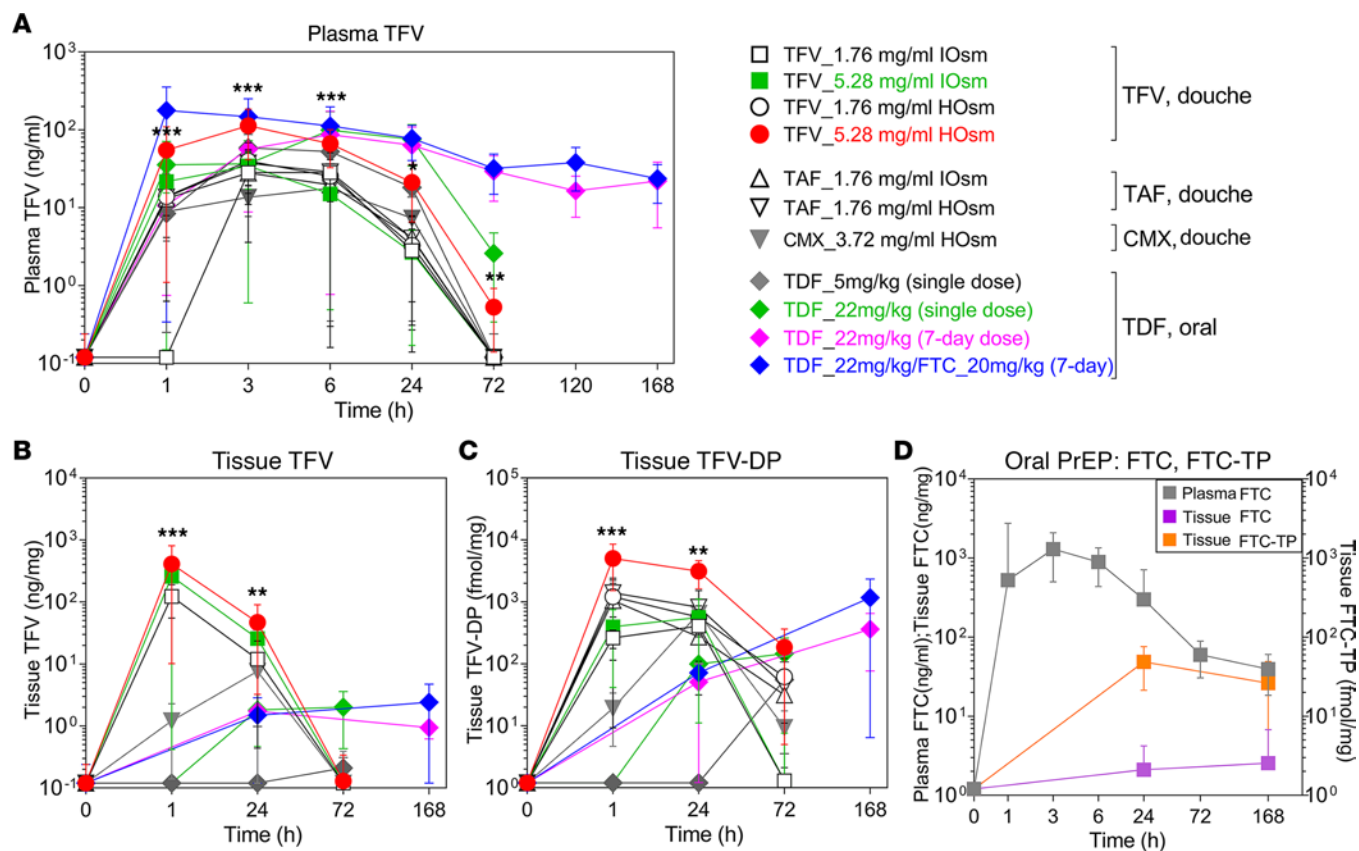 A
Plasma TFV
Plasma TFV (ng/ml)
10³
10²
10¹
10⁰
10⁻¹
***
***
***
*
**
0 1 3 6 24 72 120 168
Time (h)
TFV_1.76 mg/ml IOsm
TFV_5.28 mg/ml IOsm
TFV_1.76 mg/ml HOsm
TFV_5.28 mg/ml HOsm
TFV, douche
TAF_1.76 mg/ml IOsm
TAF_1.76 mg/ml HOsm
TAF, douche
CMX_3.72 mg/ml HOsm
CMX, douche
TDF_5mg/kg (single dose)
TDF_22mg/kg (single dose)
TDF_22mg/kg (7-day dose)
TDF_22mg/kg/FTC_20mg/kg (7-day)
TDF, oral
B
Tissue TFV
Tissue TFV (ng/mg)
10⁴
10³
10²
10¹
10⁰
10⁻¹
***
**
0 1 24 72 168
Time (h)
C
Tissue TFV-DP
Tissue TFV-DP (fmol/mg)
10⁵
10⁴
10³
10²
10¹
10⁰
***
**
0 1 24 72 168
Time (h)
D
Oral PrEP: FTC, FTC-TP
Plasma FTC(ng/ml);Tissue FTC(ng/mg)
10⁴
10³
10²
10¹
10⁰
Plasma FTC
Tissue FTC
Tissue FTC-TP
10⁴
10³
10²
10¹
10⁰
Tissue FTC-TP (fmol/mg)
0 1 3 6 24 72 168
Time (h)